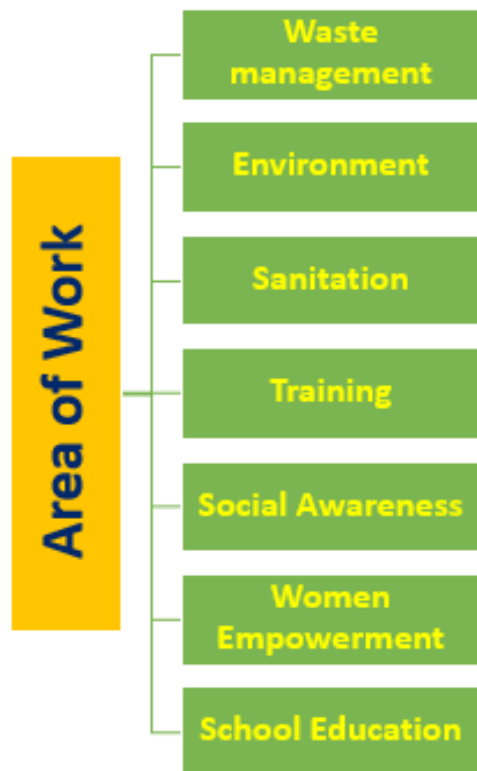 Area of Work
Waste
management
Environment
Sanitation
Training
Social Awareness
Women
Empowerment
School Education